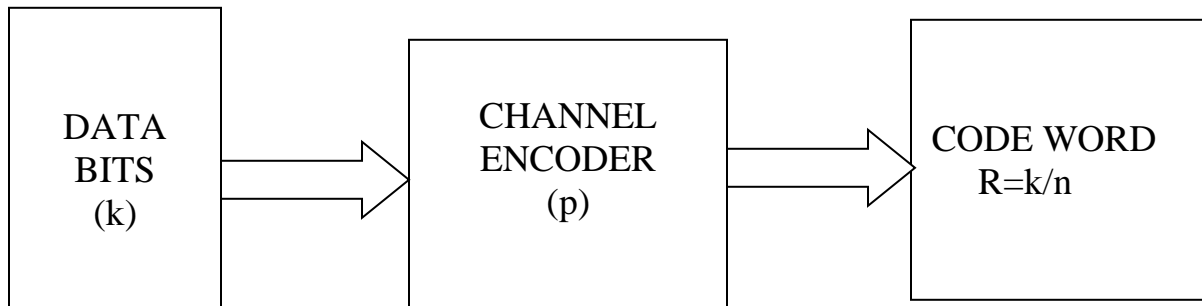 DATA
BITS
(k)
CHANNEL
ENCODER
(p)
CODE WORD
R=k/n